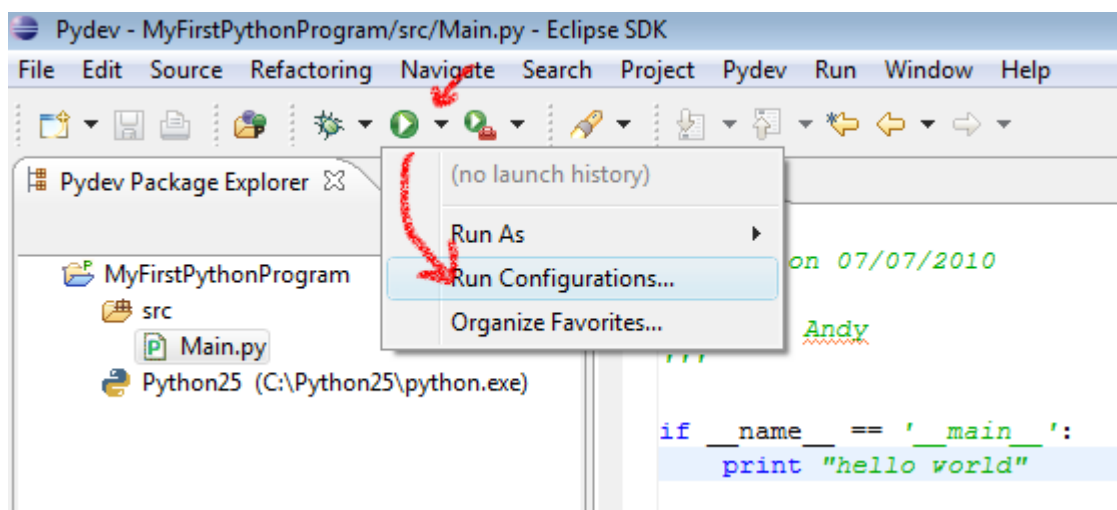 Pydev - MyFirstPythonProgram/src/Main.py - Eclipse SDK
File Edit Source Refactoring Navigate Search Project Pydev Run Window Help
Pydev Package Explorer
(no launch history)
Run As
Run Configurations...
Organize Favorites...
MyFirstPythonProgram
src
Main.py
Python25 (C:\Python25\python.exe)
on 07/07/2010
Andy
'''
if __name__ == '__main__':
print "hello world"